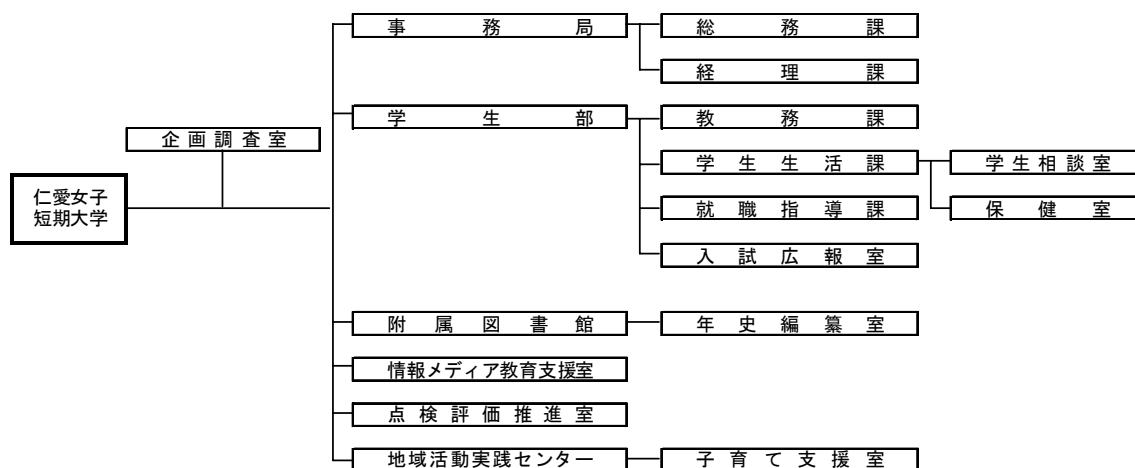 事務局
総務課
経理課
学生部
教務課
企画調査室
学生生活課
学生相談室
仁愛女子
短期大学
就職指導課
保健室
入試広報室
附属図書館
年史編纂室
情報メディア教育支援室
点検評価推進室
地域活動実践センター
子育て支援室